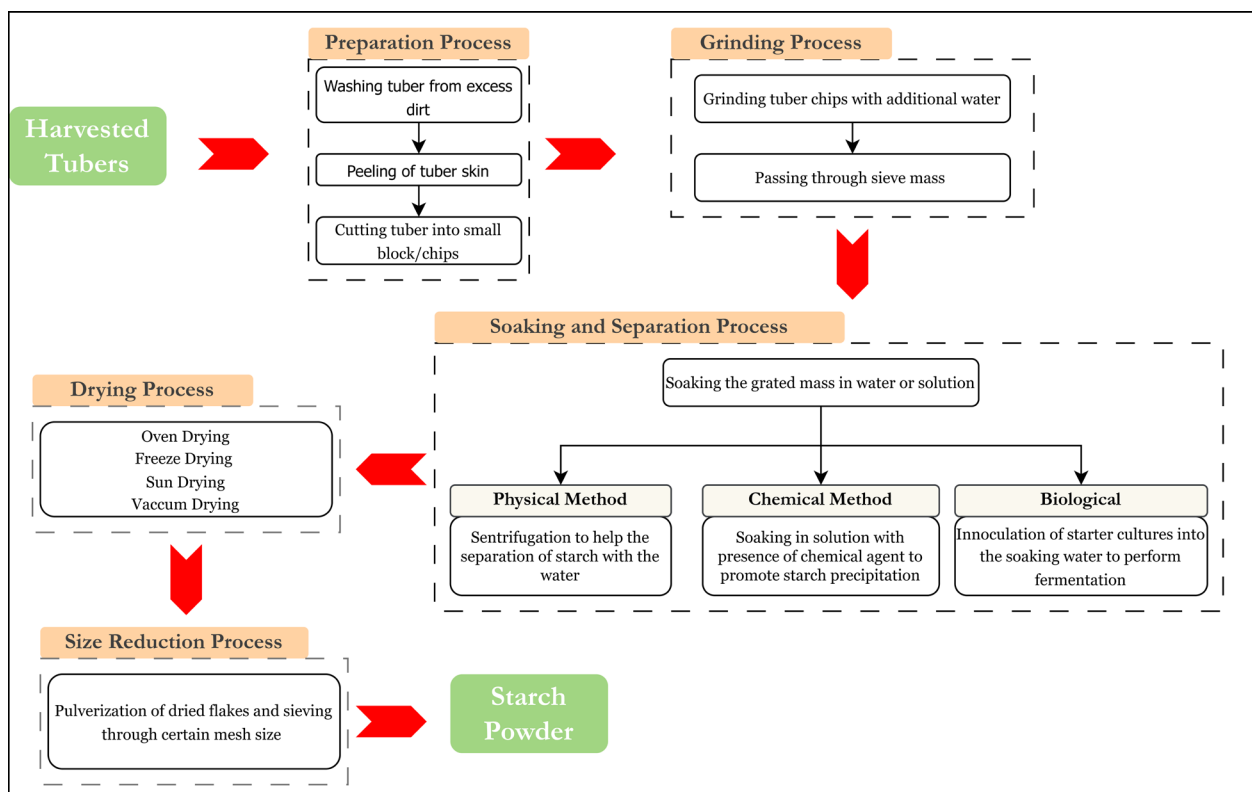 Harvested
Tubers
Preparation Process
Washing tuber from excess
dirt
Peeling of tuber skin
Cutting tuber into small
block/chips
Grinding Process
Grinding tuber chips with additional water
Passing through sieve mass
Soaking and Separation Process
Soaking the grated mass in water or solution
Physical Method
Sentrifugation to help the
separation of starch with the
water
Chemical Method
Soaking in solution with
presence of chemical agent to
promote starch precipitation
Biological
Innoculation of starter cultures into
the soaking water to perform
fermentation
Drying Process
Oven Drying
Freeze Drying
Sun Drying
Vaccum Drying
Size Reduction Process
Pulverization of dried flakes and sieving
through certain mesh size
Starch
Powder